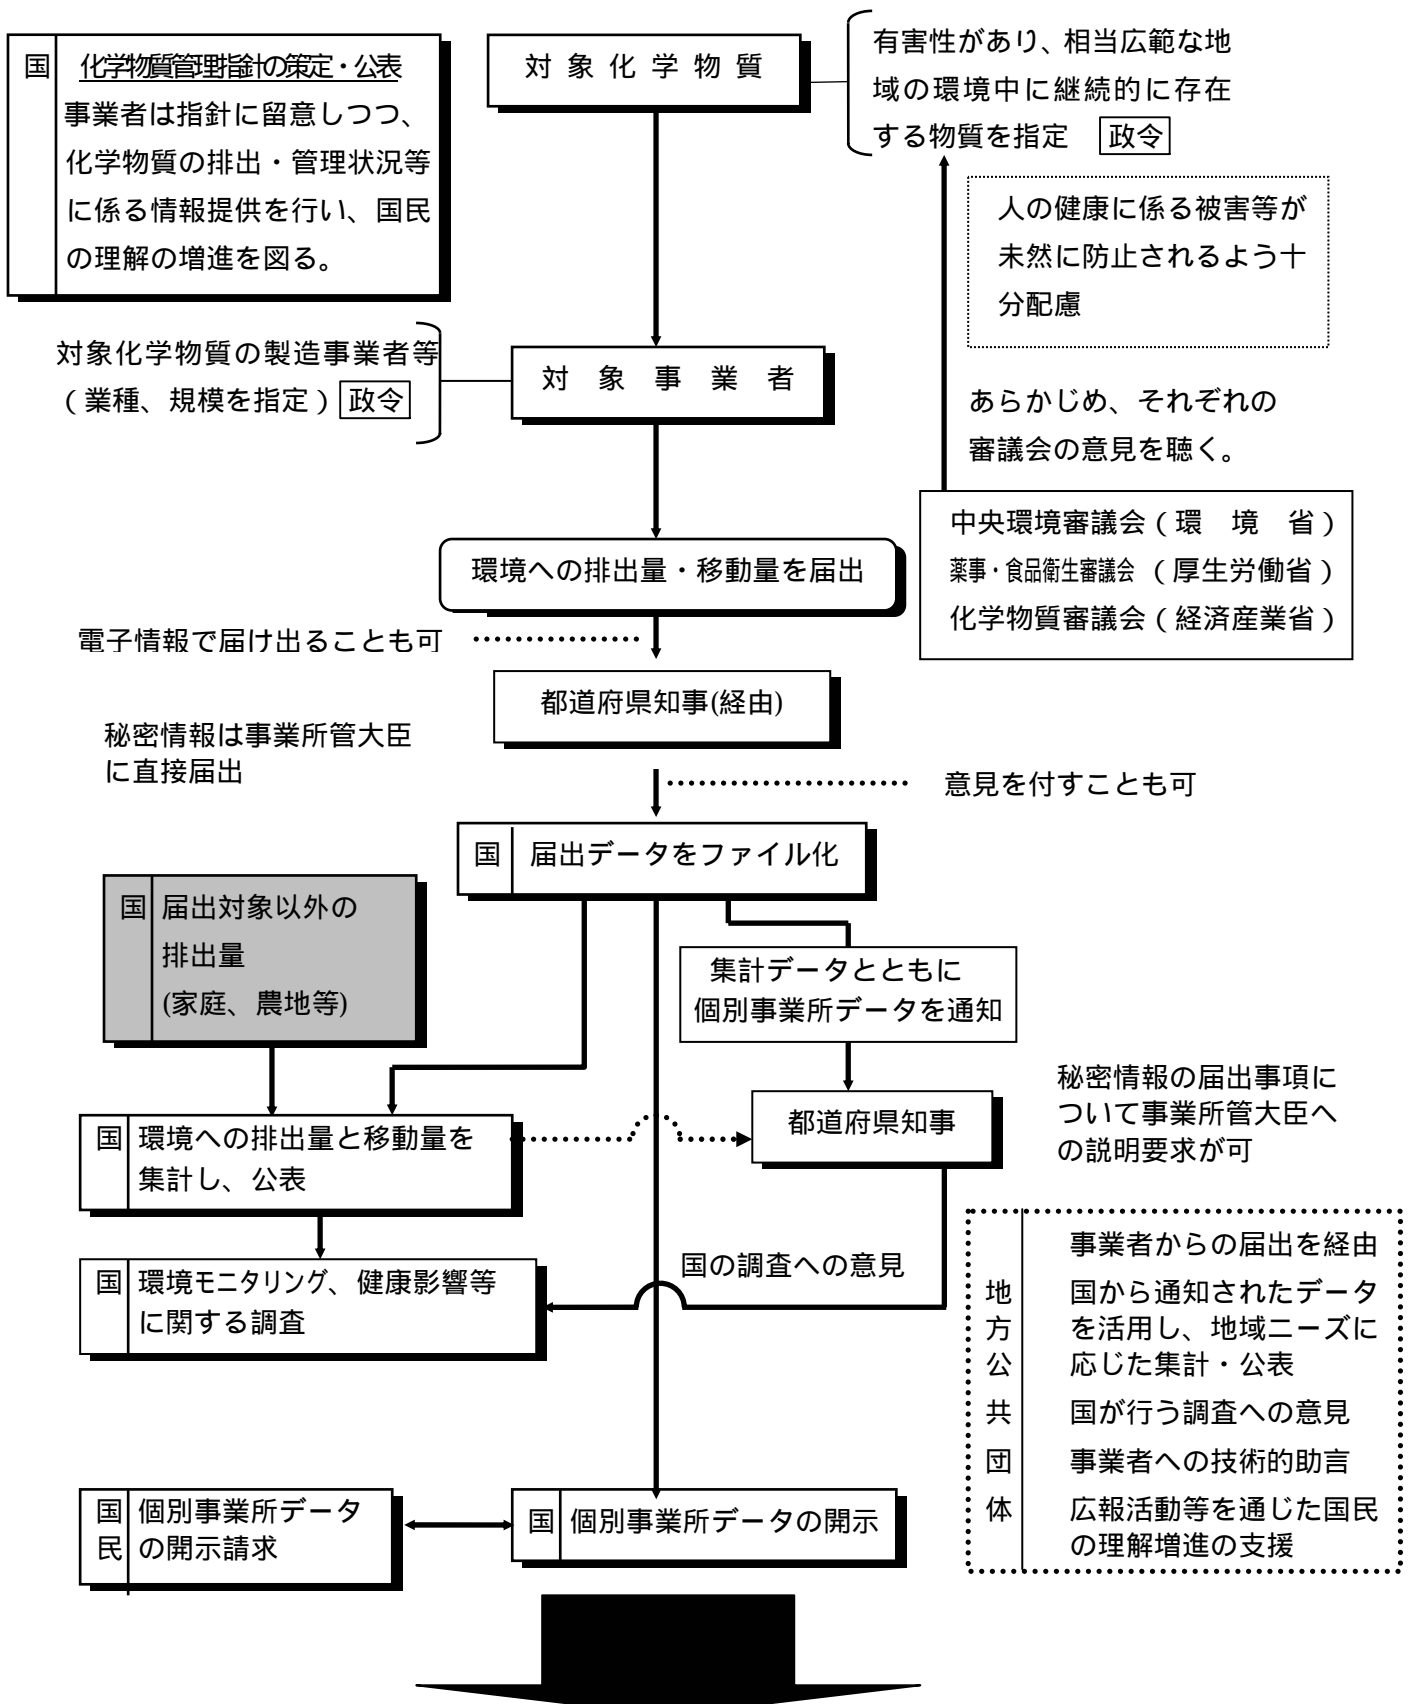 国
化学物質管理指針の策定・公表
事業者は指針に留意しつつ、
化学物質の排出・管理状況等
に係る情報提供を行い、国民
の理解の増進を図る。
対象化学物質
有害性があり、相当広範な地
域の環境中に継続的に存在
する物質を指定 政令
人の健康に係る被害等が
未然に防止されるよう十
分配慮
対象化学物質の製造事業者等
(業種、規模を指定) 政令
対象事業者
あらかじめ、それぞれの
審議会の意見を聴く。
中央環境審議会(環境省)
薬事・食品衛生審議会(厚生労働省)
化学物質審議会(経済産業省)
環境への排出量・移動量を届出
電子情報で届け出ることも可
都道府県知事(経由)
秘密情報は事業所管大臣
に直接届出
意見を付すことも可
国 届出データをファイル化
国 届出対象以外の
排出量
(家庭、農地等)
集計データとともに
個別事業所データを通知
都道府県知事
秘密情報の届出事項に
ついて事業所管大臣へ
の説明要求が可
国 環境への排出量と移動量を
集計し、公表
国の調査への意見
国 環境モニタリング、健康影響等
に関する調査
地方公共団体
事業者からの届出を経由
国から通知されたデータ
を活用し、地域ニーズに
応じた集計・公表
国が行う調査への意見
事業者への技術的助言
広報活動等を通じた国民
の理解増進の支援
国民
個別事業所データ
の開示請求
国 個別事業所データの開示